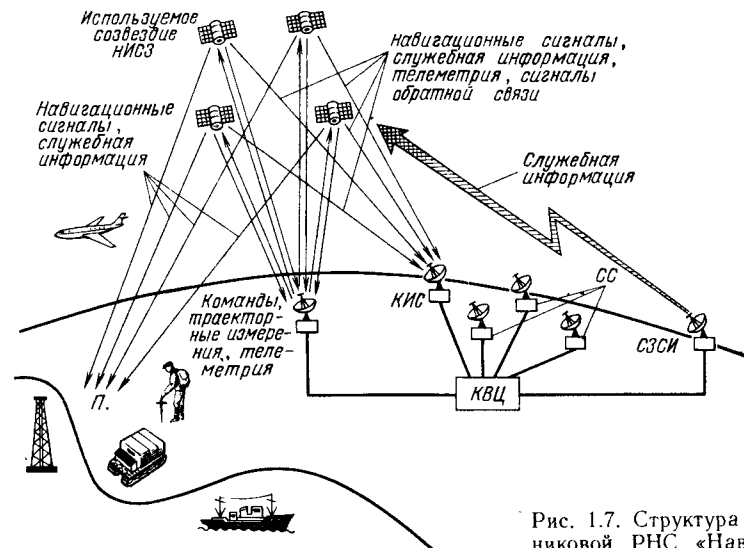 Используемое
созвездие
НИСЗ
Навигационные сигналы,
служебная информация,
телеметрия, сигналы
обратной связи
Навигационные
сигналы,
служебная
информация
Служебная
информация
Команды,
траектор-
ные измере-
ния, теле-
метрия
КИС
СС
СЗСИ
КВЦ
П.
Рис. 1.7. Структура
никовой РНС «Нав